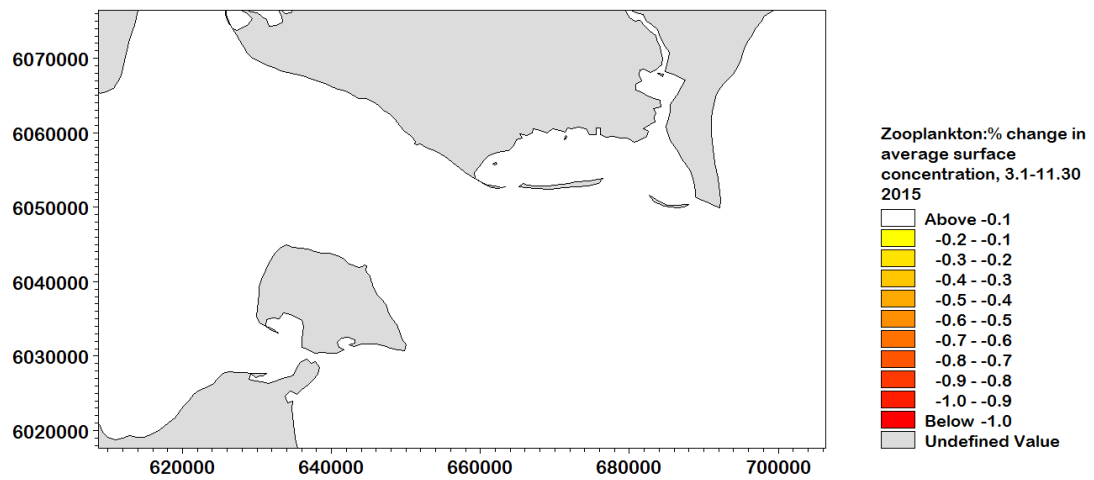 6070000
6060000
6050000
6040000
6030000
6020000
620000 640000 660000 680000 700000
Zooplankton:% change in
average surface
concentration, 3.1-11.30
2015
Above -0.1
-0.2 - -0.1
-0.3 - -0.2
-0.4 - -0.3
-0.5 - -0.4
-0.6 - -0.5
-0.7 - -0.6
-0.8 - -0.7
-0.9 - -0.8
-1.0 - -0.9
Below -1.0
Undefined Value